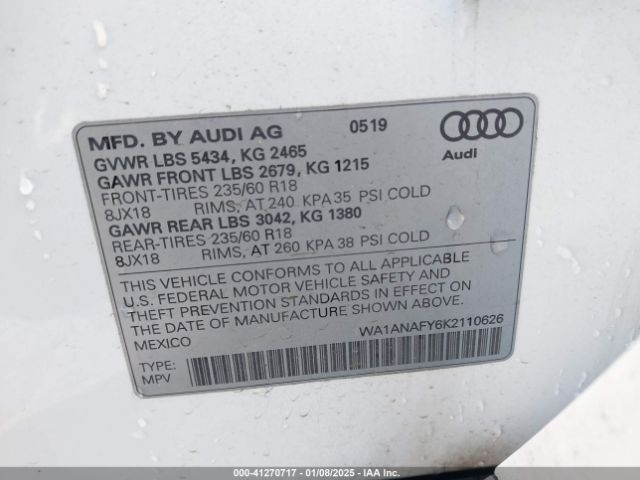 MFD. BY AUDI AG 0519
Audi
GVWR LBS 5434, KG 2465
GAWR FRONT LBS 2679, KG 1215
FRONT-TIRES 235/60 R18
8JX18 RIMS, AT 240 KPA 35 PSI COLD
GAWR REAR LBS 3042, KG 1380
REAR-TIRES 235/60 R18
8JX18 RIMS, AT 260 KPA 38 PSI COLD
THIS VEHICLE CONFORMS TO ALL APPLICABLE
U.S. FEDERAL MOTOR VEHICLE SAFETY AND
THEFT PREVENTION STANDARDS IN EFFECT ON
THE DATE OF MANUFACTURE SHOWN ABOVE.
MEXICO WA1ANAFY6K2110626
TYPE:
MPV
000-41270717 - 01/08/2025 - IAA Inc.